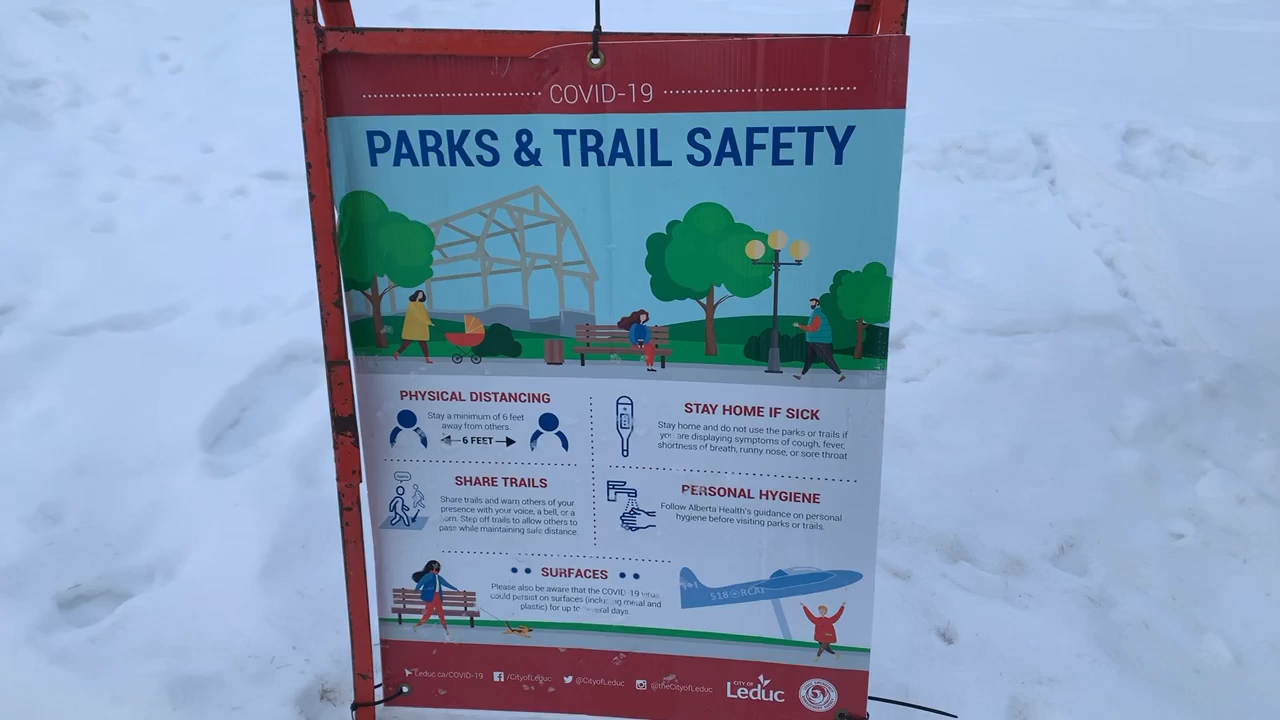 COVID-19
PARKS & TRAIL SAFETY
PHYSICAL DISTANCING
Stay a minimum of 6 feet
away from others.
6 FEET
STAY HOME IF SICK
Stay home and do not use the parks or trails if
you are displaying symptoms of cough, fever,
shortness of breath, runny nose, or sore throat
SHARE TRAILS
Share trails and warn others of your
presence with your voice, a bell, or a
horn. Step off trails to allow others to
pass while maintaining safe distance.
PERSONAL HYGIENE
Follow Alberta Health's guidance on personal
hygiene before visiting parks or trails.
SURFACES
Please also be aware that the COVID-19 virus
could persist on surfaces (including metal and
plastic) for up to several days.
518 RCAF
Leduc.ca/COVID-19
/CityofLeduc
@CityofLeduc
@theCityofLeduc
CITY OF
Leduc